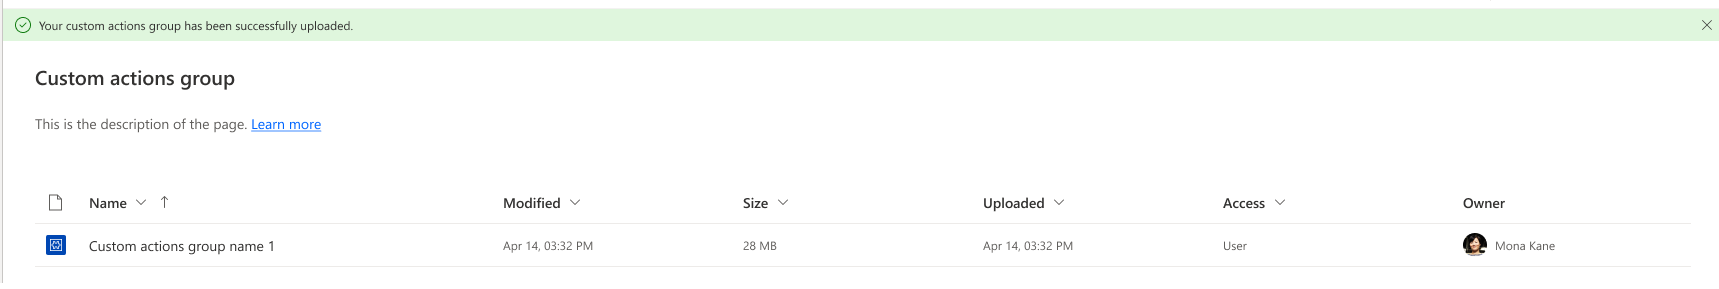 Your custom actions group has been successfully uploaded.
Custom actions group
This is the description of the page. Learn more
Name Modified Size Uploaded Access Owner
Custom actions group name 1 Apr 14, 03:32 PM 28 MB Apr 14, 03:32 PM User Mona Kane